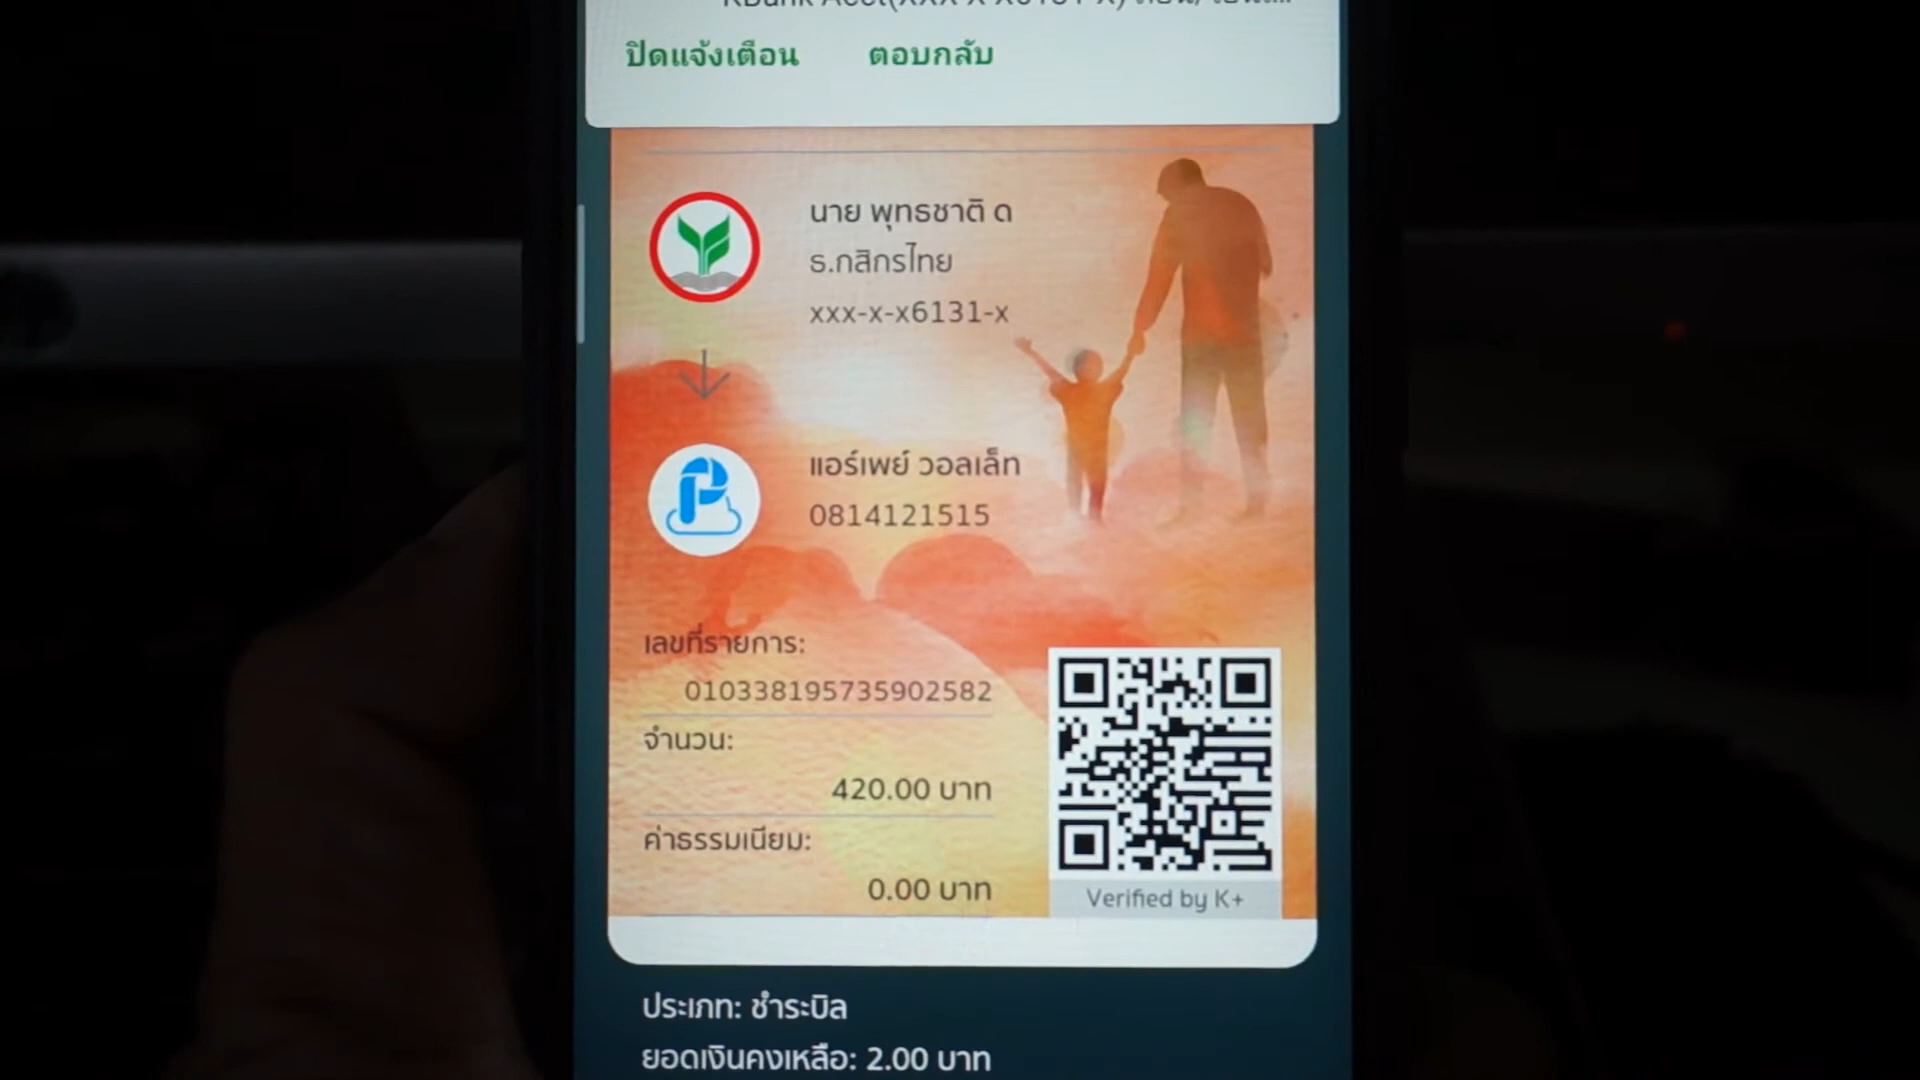 ปิดแจ้งเตือน ตอบกลับ
นาย พุทธชาติ ด
ธ.กสิกรไทย
xxx-x-x6131-x
แอร์เพย์ วอลเล็ท
0814121515
เลขที่รายการ:
010338195735902582
จำนวน:
420.00 บาท
ค่าธรรมเนียม:
0.00 บาท
Verified by K+
ประเภท: ชำระบิล
ยอดเงินคงเหลือ: 2.00 บาท